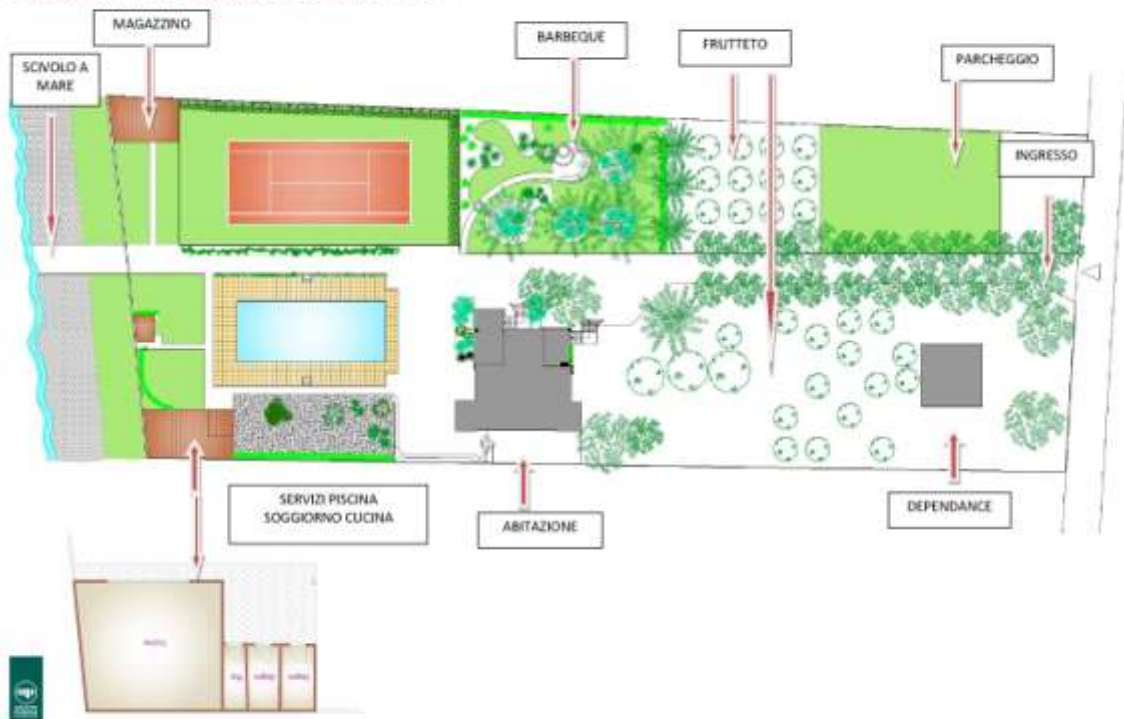 MAGAZZINO
BARBEQUE
FRUTTETO
SCIVOLO A
MARE
PARCHEGGIO
INGRESSO
SERVIZI PISCINA
SOGGIORNO CUCINA
ABITAZIONE
DEPENDANCE